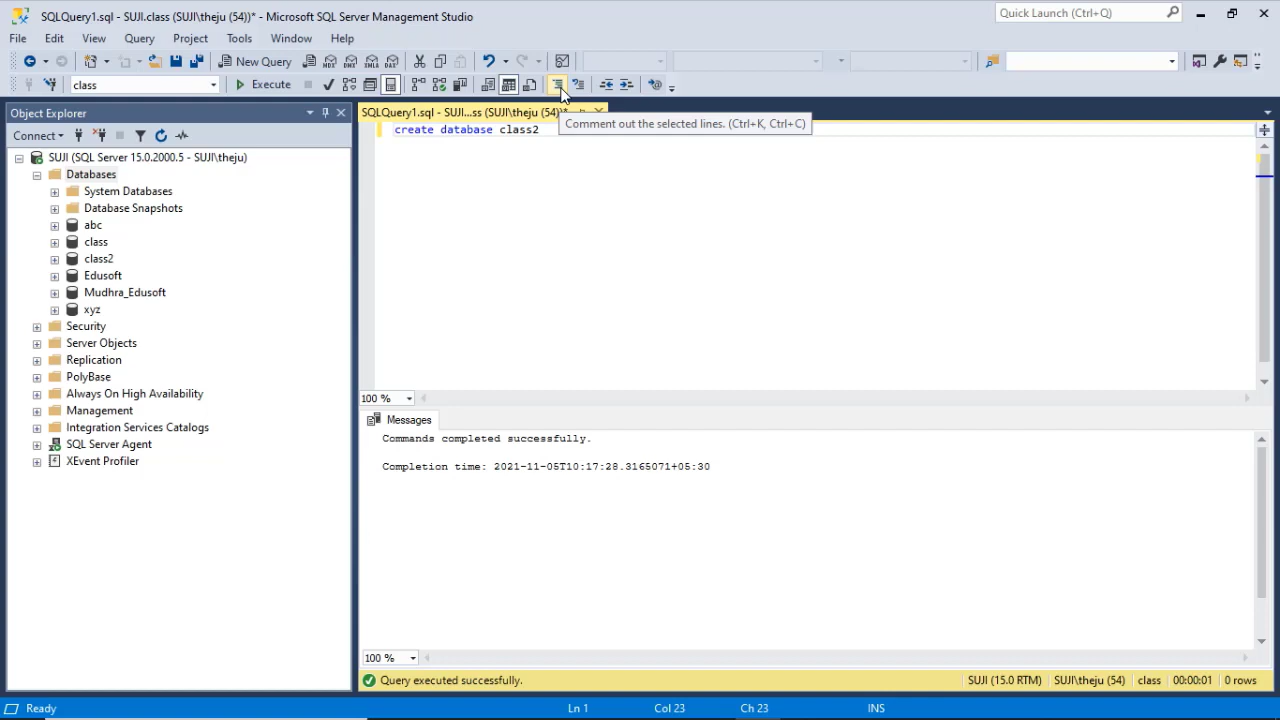 SQLQuery1.sql - SUJI.class (SUJI\theju (54))* - Microsoft SQL Server Management Studio
Quick Launch (Ctrl+Q)
File Edit View Query Project Tools Window Help
New Query
class
Execute
Object Explorer
Connect
SUJI (SQL Server 15.0.2000.5 - SUJI\theju)
Databases
System Databases
Database Snapshots
abc
class
class2
Edusoft
Mudhra_Edusoft
xyz
Security
Server Objects
Replication
PolyBase
Always On High Availability
Management
Integration Services Catalogs
SQL Server Agent
XEvent Profiler
SQLQuery1.sql - SUJI...ss (SUJI\theju (54))*
Comment out the selected lines. (Ctrl+K, Ctrl+C)
create database class2
100 %
Messages
Commands completed successfully.
Completion time: 2021-11-05T10:17:28.3165071+05:30
100 %
Query executed successfully.
SUJI (15.0 RTM) SUJI\theju (54) class 00:00:01 0 rows
Ready Ln 1 Col 23 Ch 23 INS